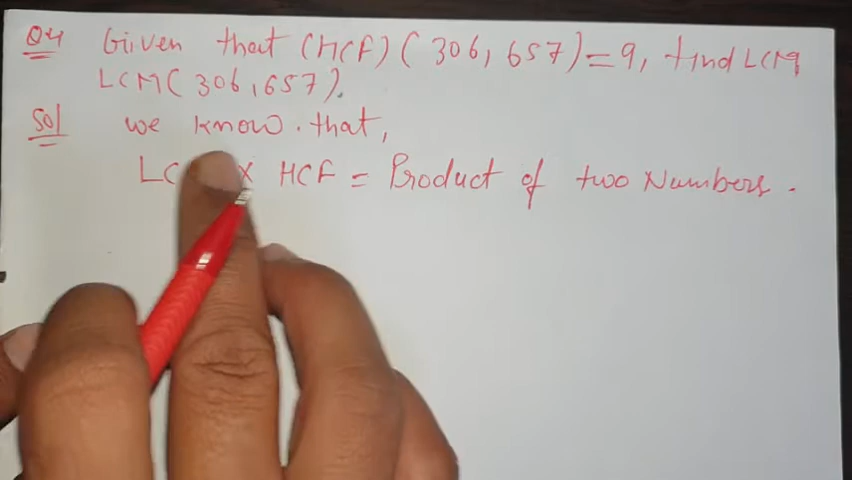 Q4 Given that (HCF) (306, 657) = 9, find LCM
LCM (306, 657).
Sol we know that,
LC × HCF = Product of two Numbers.